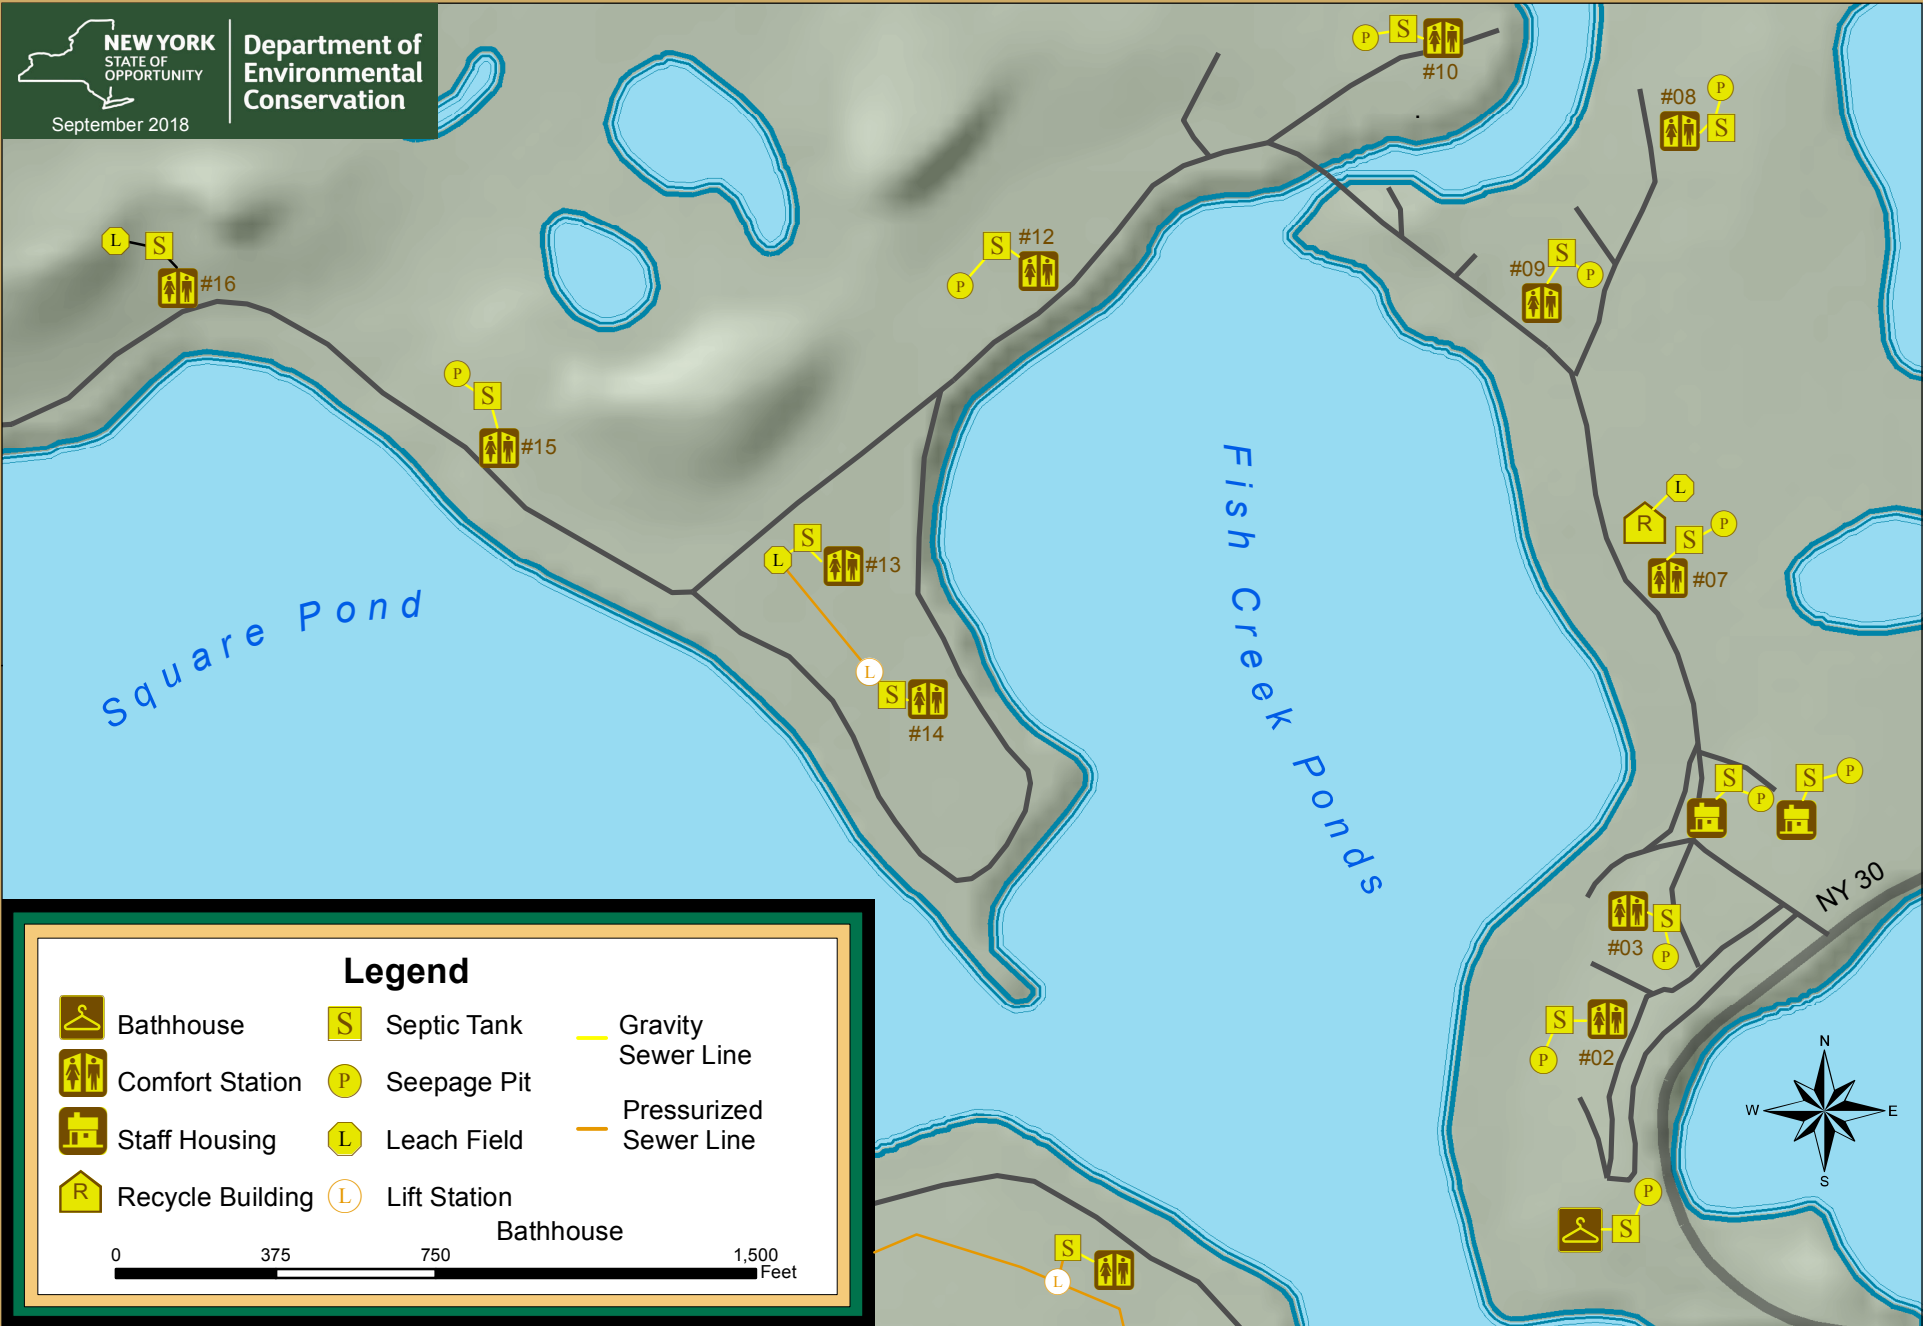 NEW YORK
STATE OF
OPPORTUNITY
Department of
Environmental
Conservation
September 2018
P
S
#10
#08
P
S
L
S
#16
S
#12
P
#09
S
P
P
S
#15
Fish Creek Ponds
L
R
S
P
#07
S
L
#13
Square Pond
L
S
#14
S
P
S
P
NY 30
S
#03
P
S
P
#02
N
W
E
S
P
S
S
L
Legend
Bathhouse
Comfort Station
Staff Housing
R
Recycle Building
S
Septic Tank
P
Seepage Pit
L
Leach Field
L
Lift Station
Gravity
Sewer Line
Pressurized
Sewer Line
Bathhouse
0 375 750 1,500
Feet